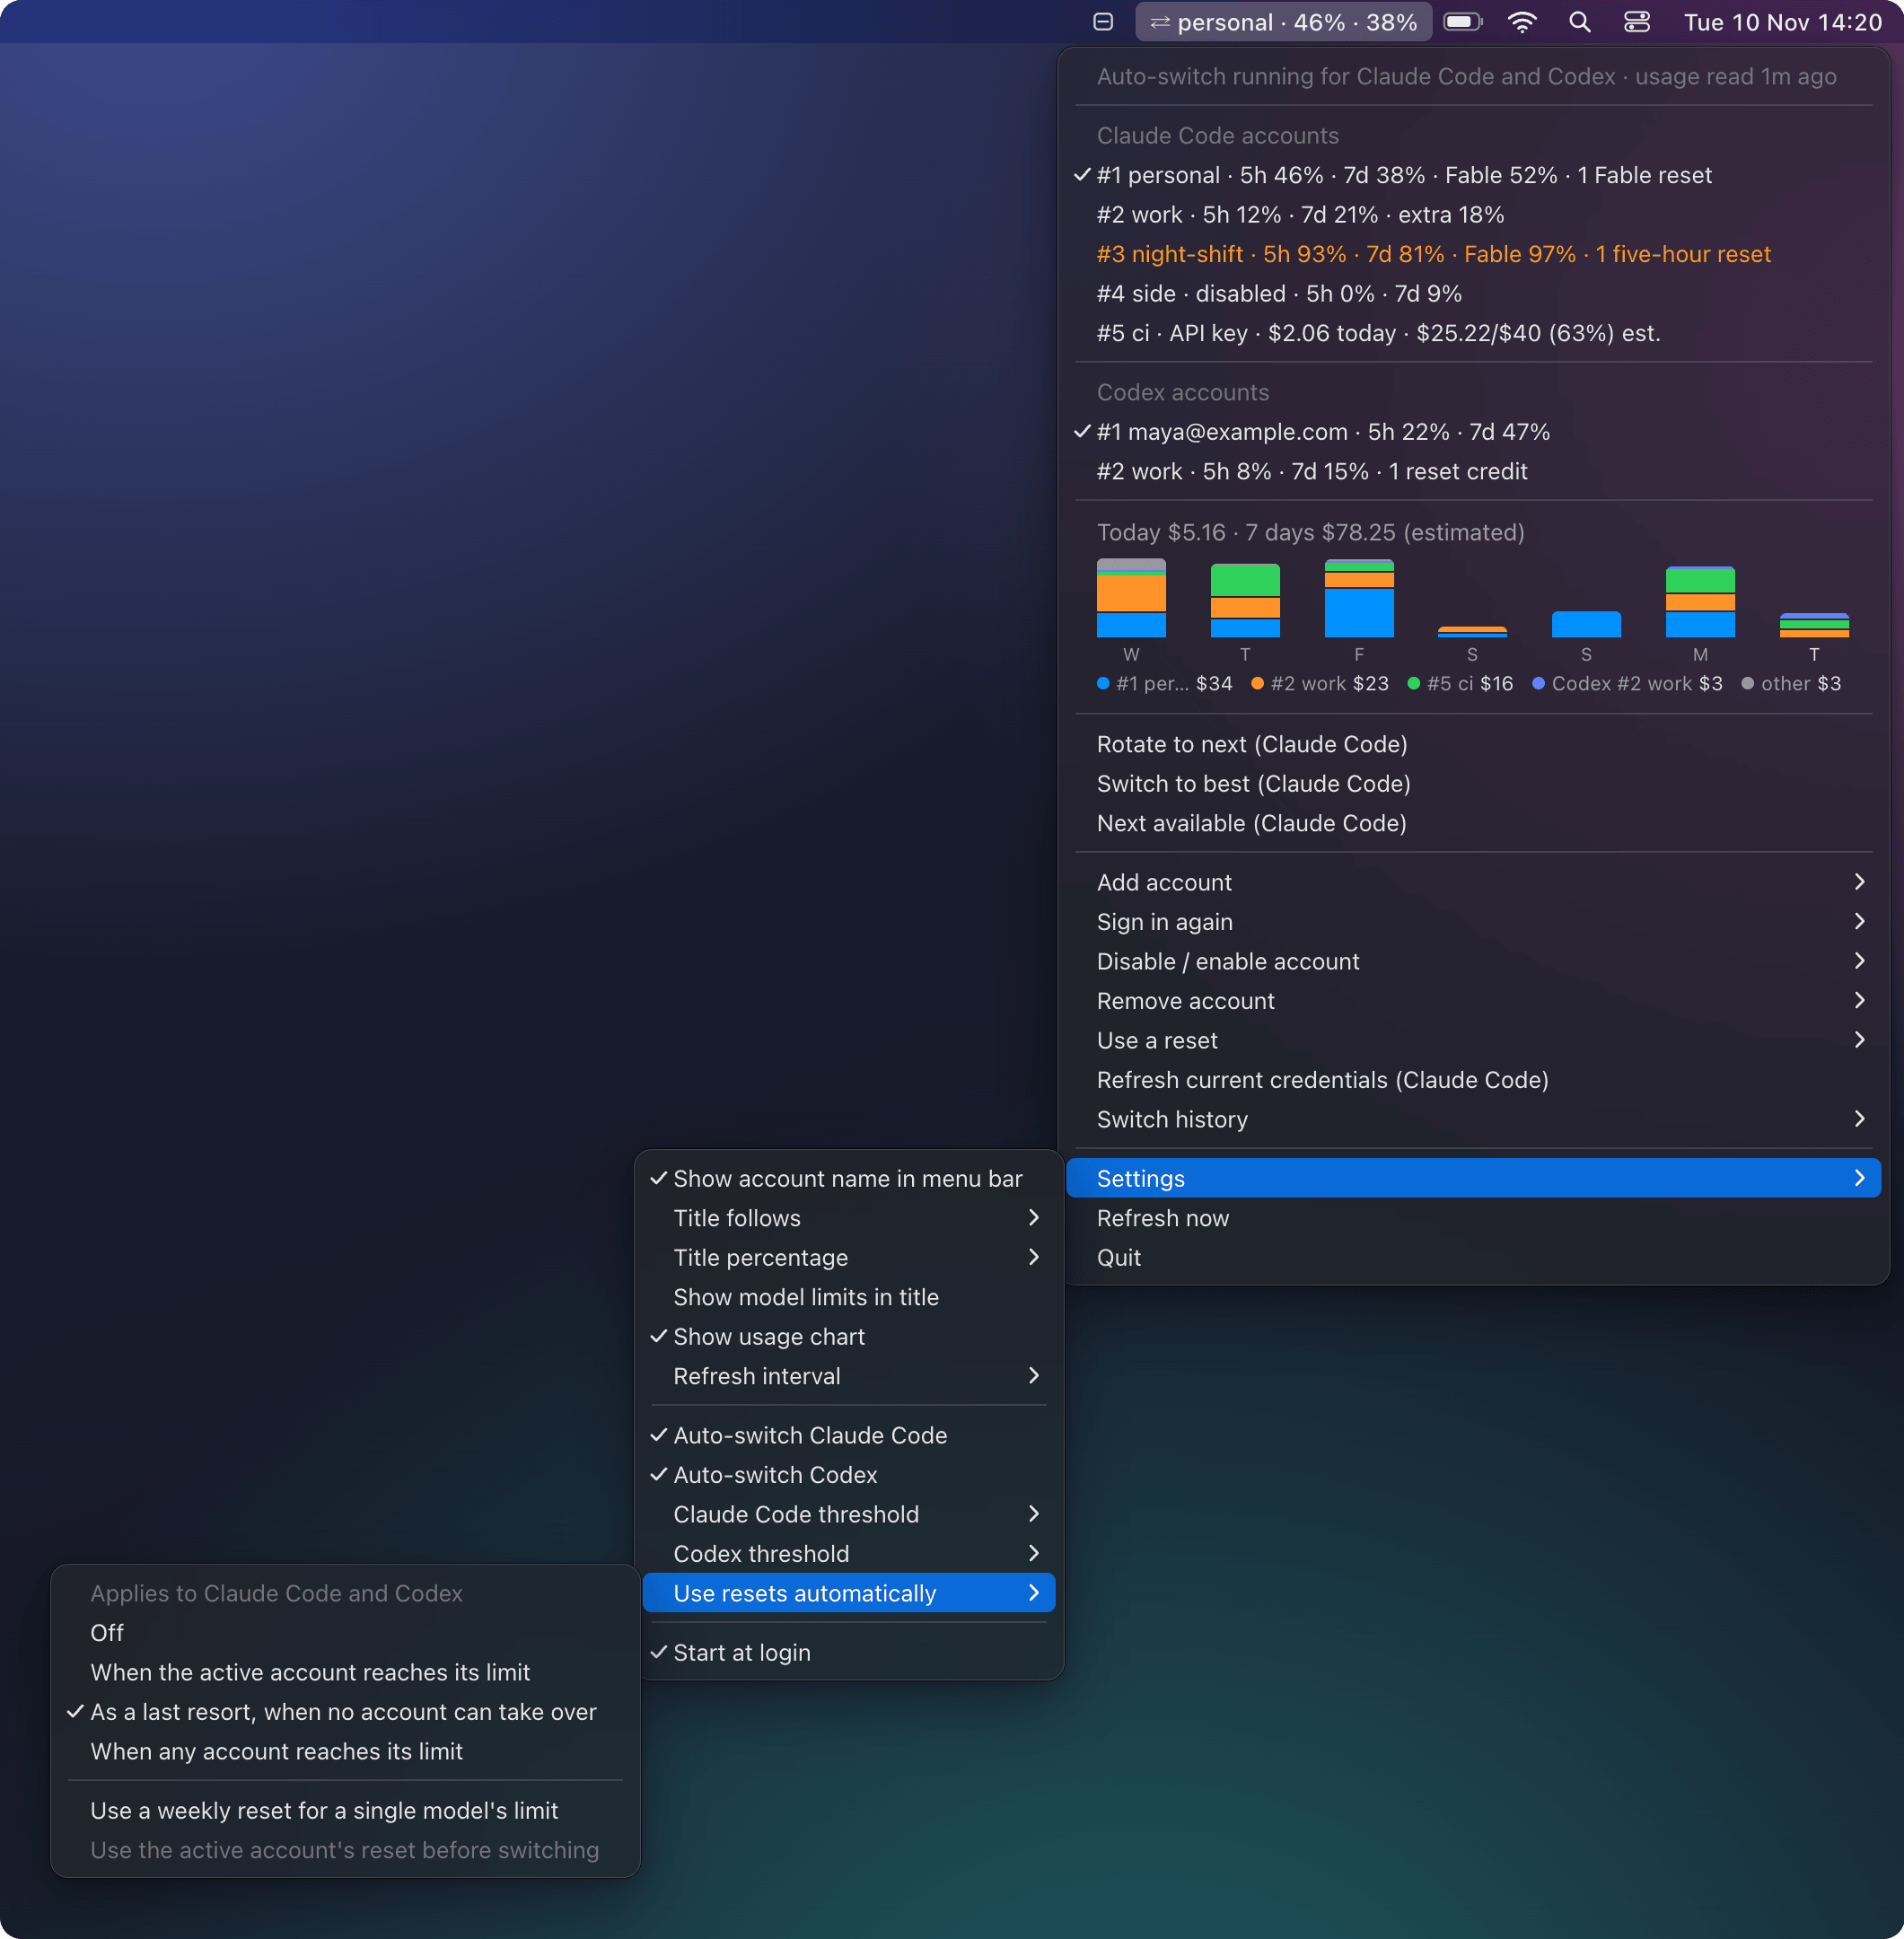 personal · 46% · 38%
Tue 10 Nov 14:20
Auto-switch running for Claude Code and Codex · usage read 1m ago
Claude Code accounts
✓ #1 personal · 5h 46% · 7d 38% · Fable 52% · 1 Fable reset
#2 work · 5h 12% · 7d 21% · extra 18%
#3 night-shift · 5h 93% · 7d 81% · Fable 97% · 1 five-hour reset
#4 side · disabled · 5h 0% · 7d 9%
#5 ci · API key · $2.06 today · $25.22/$40 (63%) est.
Codex accounts
✓ #1 maya@example.com · 5h 22% · 7d 47%
#2 work · 5h 8% · 7d 15% · 1 reset credit
Today $5.16 · 7 days $78.25 (estimated)
W T F S S M T
#1 per... $34 #2 work $23 #5 ci $16 Codex #2 work $3 other $3
Rotate to next (Claude Code)
Switch to best (Claude Code)
Next available (Claude Code)
Add account
Sign in again
Disable / enable account
Remove account
Use a reset
Refresh current credentials (Claude Code)
Switch history
Settings
Refresh now
Quit
✓ Show account name in menu bar
Title follows
Title percentage
Show model limits in title
✓ Show usage chart
Refresh interval
✓ Auto-switch Claude Code
✓ Auto-switch Codex
Claude Code threshold
Codex threshold
Use resets automatically
✓ Start at login
Applies to Claude Code and Codex
Off
When the active account reaches its limit
✓ As a last resort, when no account can take over
When any account reaches its limit
Use a weekly reset for a single model's limit
Use the active account's reset before switching